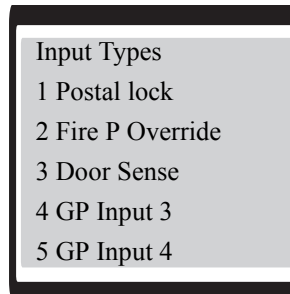 Input Types
1 Postal lock
2 Fire P Override
3 Door Sense
4 GP Input 3
5 GP Input 4